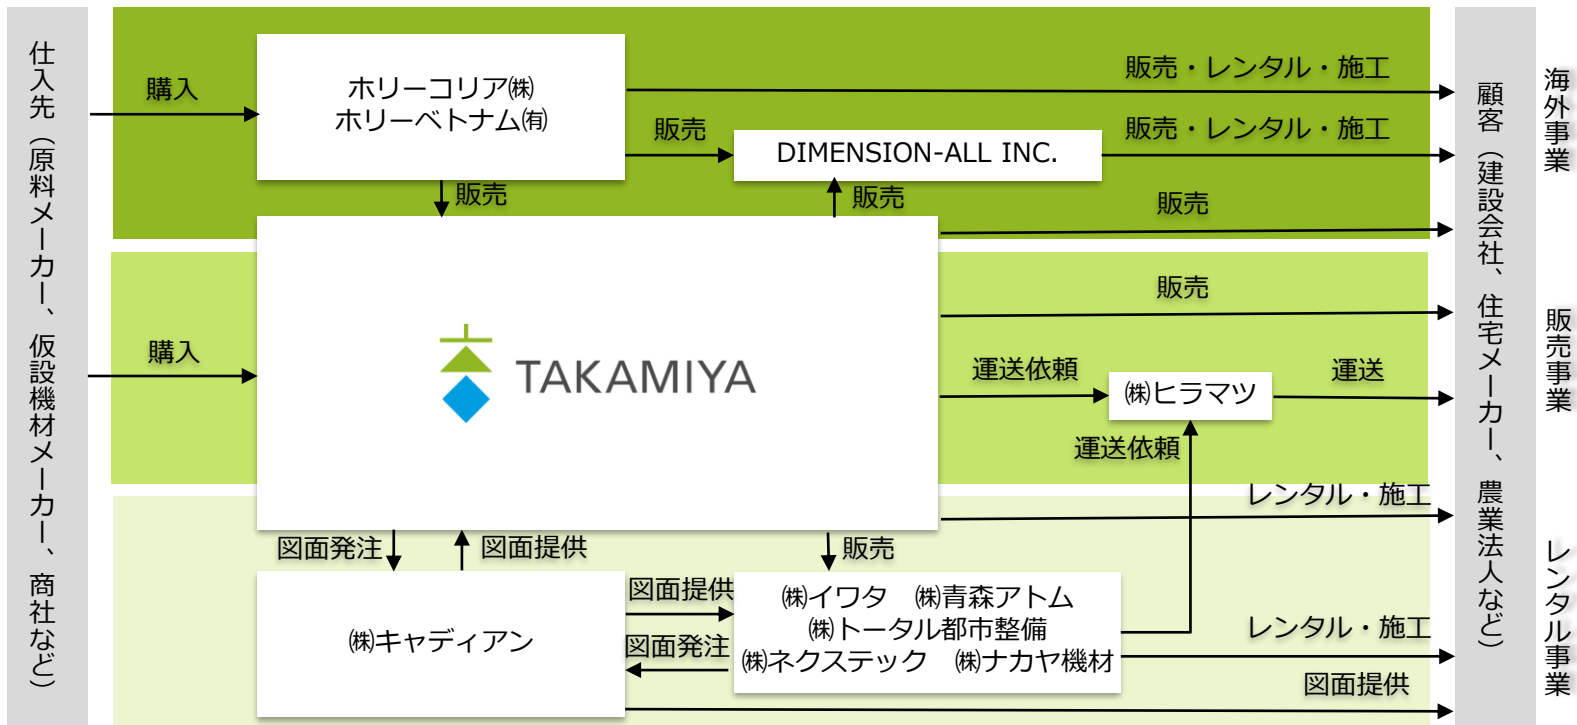 仕入先（原料メーカー、仮設機材メーカー、商社など）
購入
ホリーコリア㈱
ホリーベトナム㈲
販売・レンタル・施工
販売
DIMENSION-ALL INC.
販売・レンタル・施工
販売
販売
販売
海外事業
顧客（建設会社、住宅メーカー、農業法人など）
購入
TAKAMIYA
販売
運送依頼
㈱ヒラマツ
運送
運送依頼
販売事業
レンタル・施工
図面発注
図面提供
販売
㈱キャディアン
図面提供
図面発注
㈱イワタ　㈱青森アトム
㈱トータル都市整備
㈱ネクステック　㈱ナカヤ機材
レンタル・施工
図面提供
レンタル事業